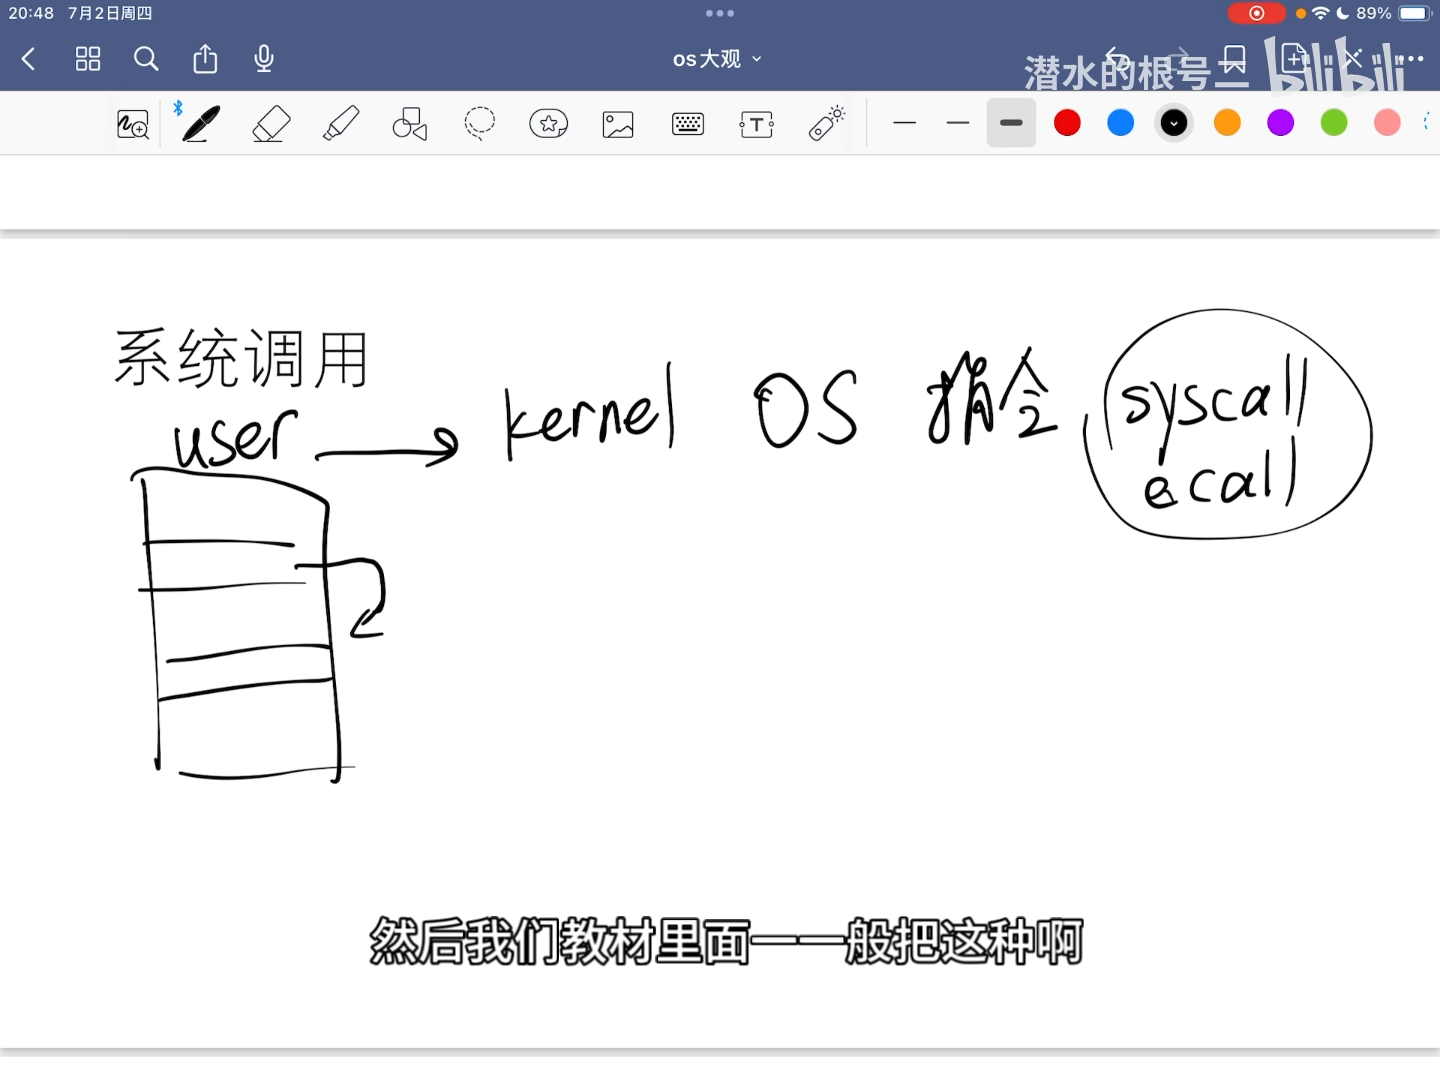 20:48 7月2日周四
89%
os大观
潜水的根号二 bilibili
T
系统调用
user → kernel OS 指令 syscall
ecall
然后我们教材里面一一般把这种啊